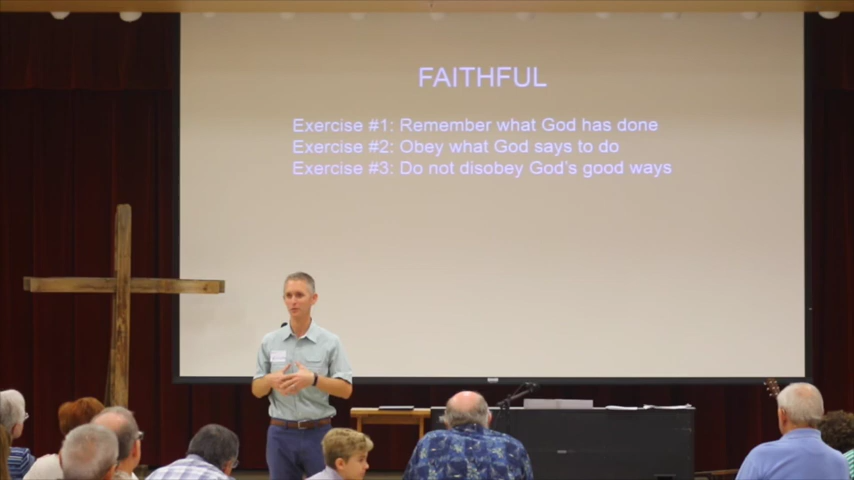 FAITHFUL
Exercise #1: Remember what God has done
Exercise #2: Obey what God says to do
Exercise #3: Do not disobey God's good ways